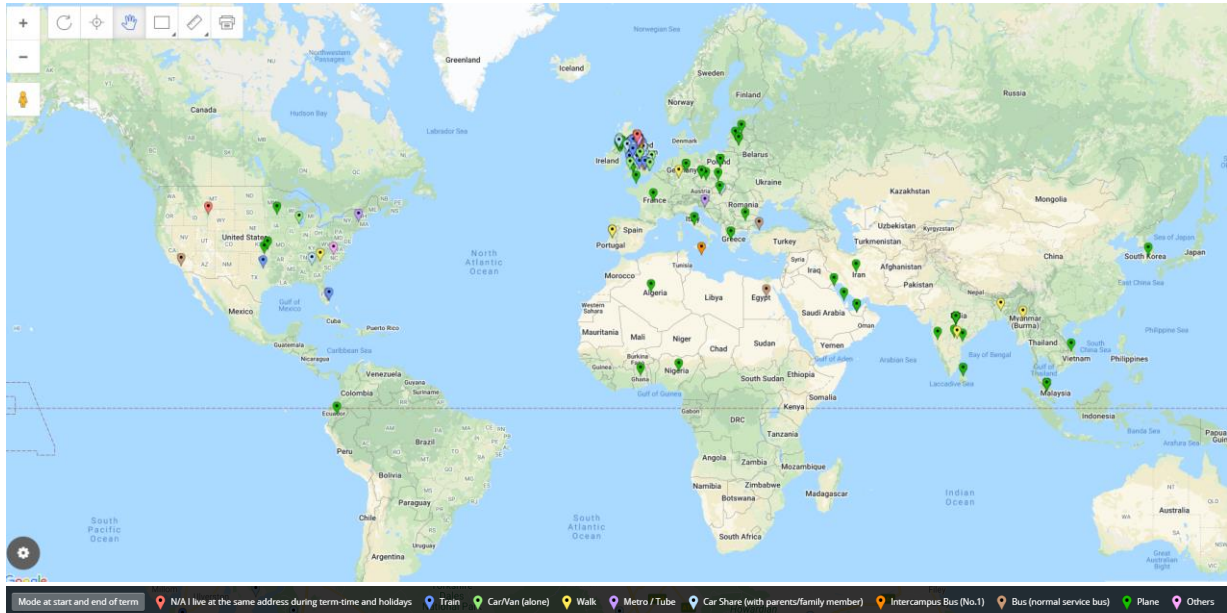 Norwegian Sea
Greenland
Iceland
Sweden
Finland
Norway
Russia
Northwestern
Passages
Canada
Hudson Bay
Labrador Sea
Denmark
Ireland
Poland
Belarus
Germany
Ukraine
Austria
France
Romania
Kazakhstan
Mongolia
United States
Spain
Portugal
Greece
Turkey
Uzbekistan
Kyrgyzstan
Turkmenistan
North
Atlantic
Ocean
Tunisia
Syria
Iraq
Iran
Afghanistan
Pakistan
China
South Korea
Sea of Japan
Japan
East China Sea
Morocco
Algeria
Libya
Egypt
Nepal
Gulf of
Mexico
Mexico
Western
Sahara
Saudi Arabia
Oman
Myanmar
(Burma)
Cuba
Puerto Rico
Mauritania
Mali
Niger
Chad
Sudan
Yemen
Thailand
Vietnam
South
China Sea
Philippines
Philippine Sea
Guatemala
Nicaragua
Caribbean Sea
Burkina
Faso
Guinea
Ghana
Nigeria
South Sudan
Ethiopia
Gulf of Aden
Arabian Sea
Bay of Bengal
Gulf of
Thailand
Laccadive Sea
Venezuela
Guyana
Suriname
Colombia
Gulf of Guinea
Somalia
Malaysia
Ecuador
Gabon
DRC
Kenya
Indonesia
Tanzania
Banda Sea
Papua
Arafura Sea
Brazil
Peru
Angola
Zambia
Mozambique
Bolivia
Namibia
Zimbabwe
Botswana
Madagascar
Indian
Ocean
Paraguay
Chile
Australia
South
Pacific
Ocean
South
Atlantic
Ocean
South Africa
Uruguay
Argentina
Great
Australian
Bight
Google
Mode at start and end of term N/A I live at the same address during term-time and holidays Train Car/Van (alone) Walk Metro / Tube Car Share (with parents/family member) Intercampus Bus (No.1) Bus (normal service bus) Plane Others